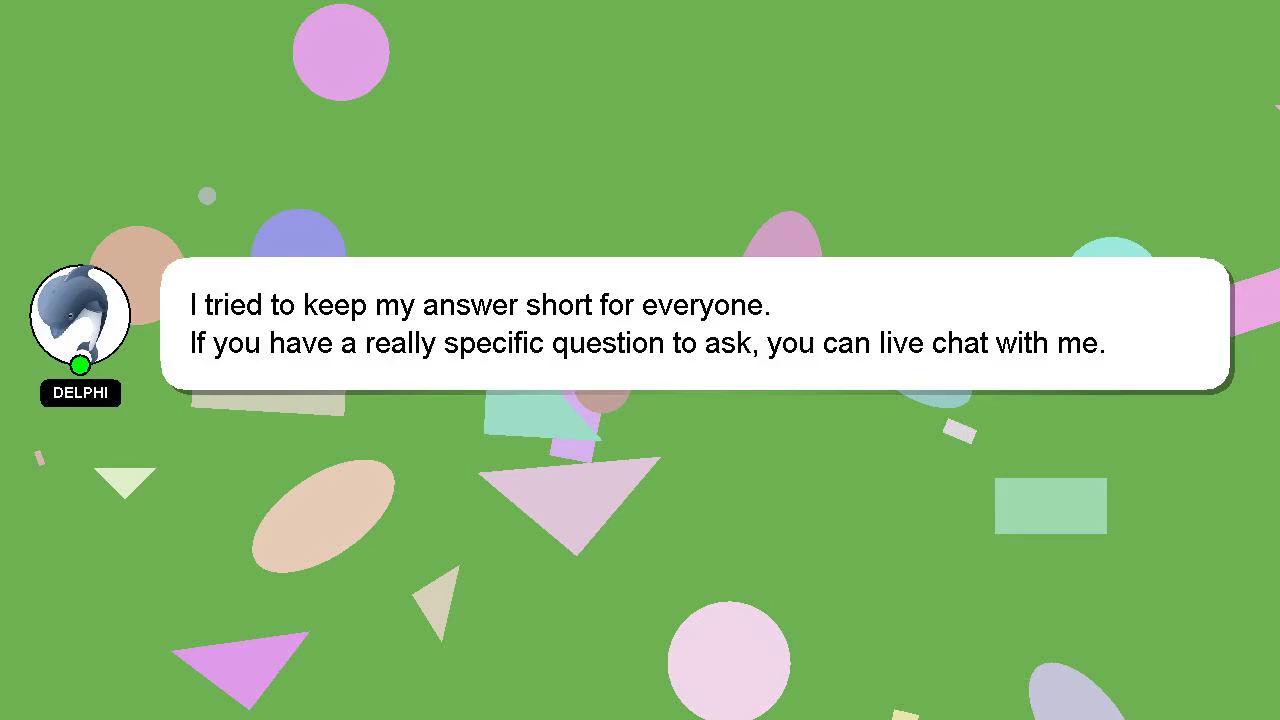 I tried to keep my answer short for everyone.
If you have a really specific question to ask, you can live chat with me.
DELPHI